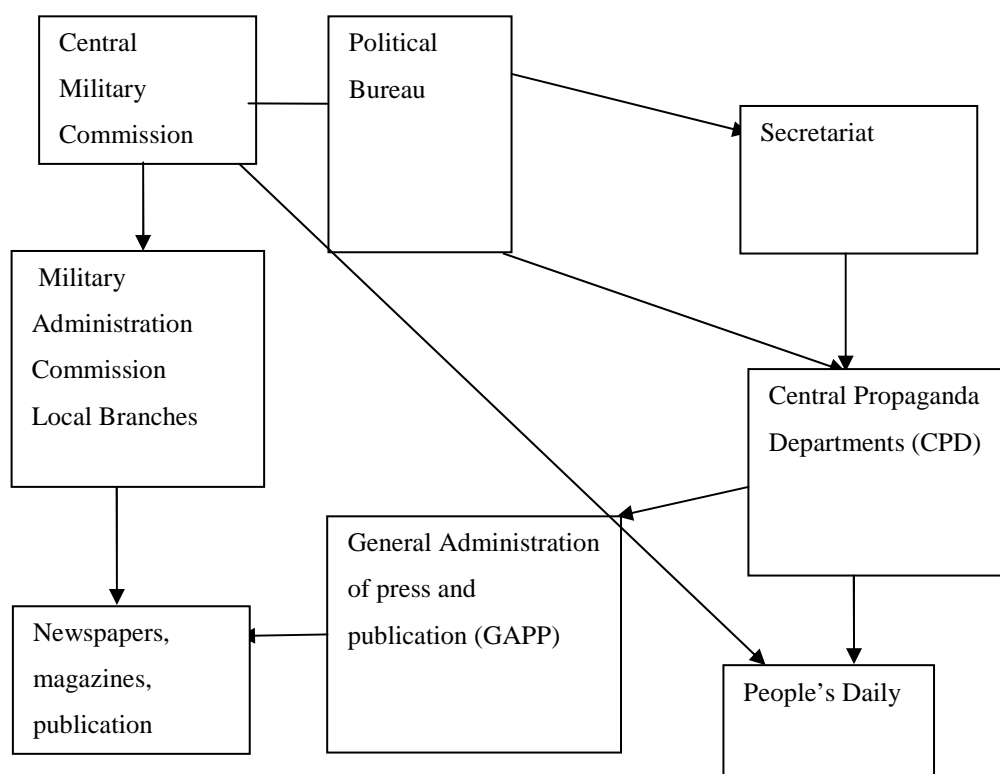 Central
Military
Commission
Political
Bureau
Secretariat
Military
Administration
Commission
Local Branches
Central Propaganda
Departments (CPD)
General Administration
of press and
publication (GAPP)
Newspapers,
magazines,
publication
People’s Daily